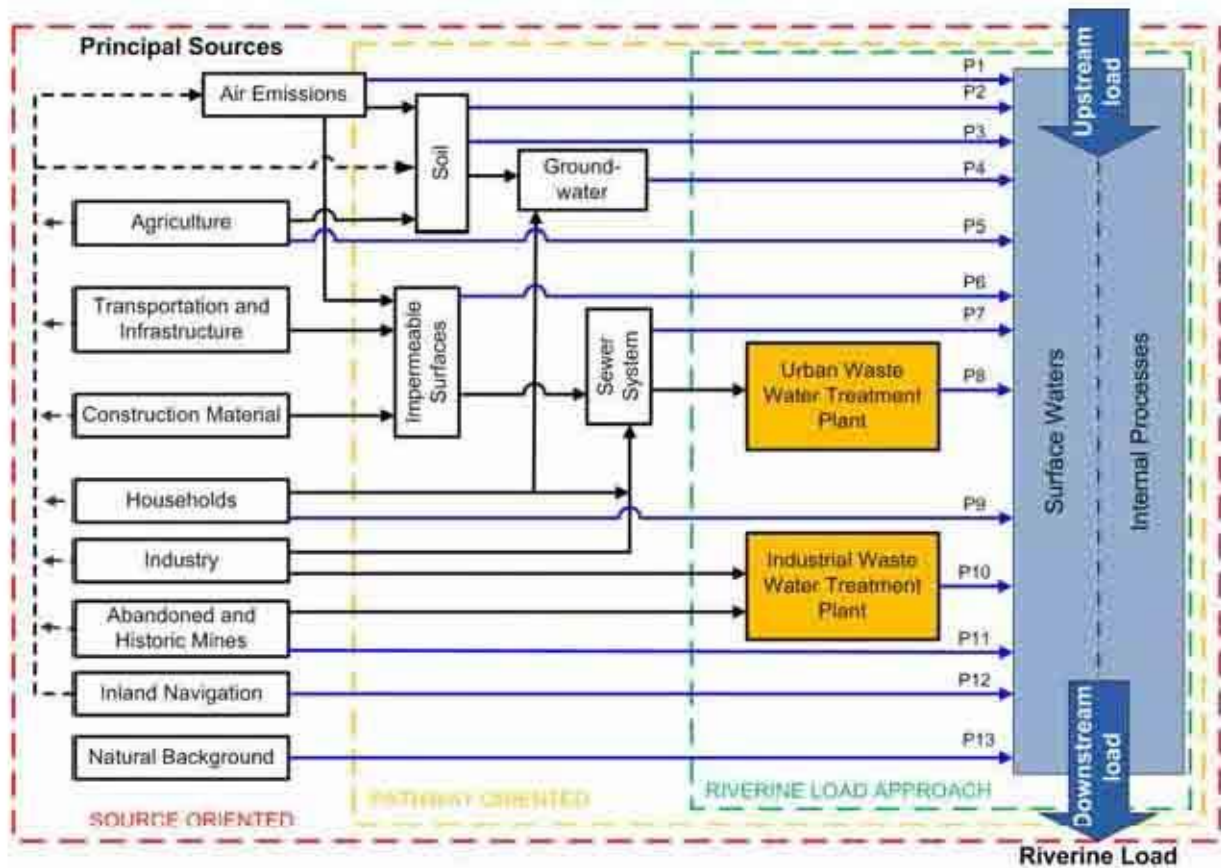 Principal Sources
Air Emissions
Agriculture
Transportation and
Infrastructure
Construction Material
Households
Industry
Abandoned and
Historic Mines
Inland Navigation
Natural Background
SOURCE ORIENTED
Soil
Ground-
water
Impermeable
Surfaces
Sewer
System
PATHWAY ORIENTED
Urban Waste
Water Treatment
Plant
Industrial Waste
Water Treatment
Plant
RIVERINE LOAD APPROACH
P1
P2
P3
P4
P5
P6
P7
P8
P9
P10
P11
P12
P13
Upstream
load
Surface Waters
Internal Processes
Downstream
load
Riverine Load